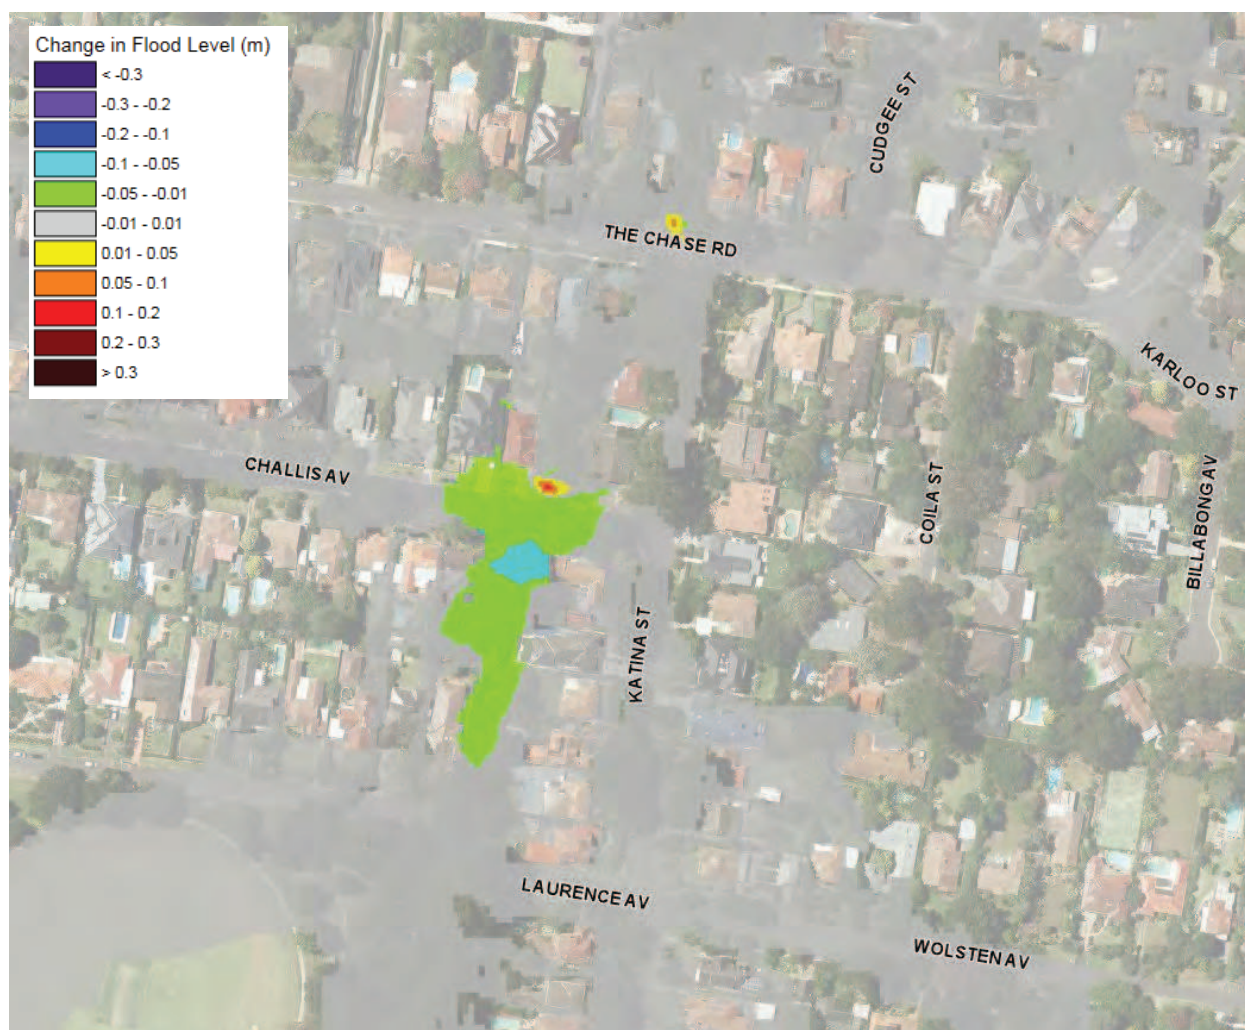 Change in Flood Level (m)
< -0.3
-0.3 - -0.2
-0.2 - -0.1
-0.1 - -0.05
-0.05 - -0.01
-0.01 - 0.01
0.01 - 0.05
0.05 - 0.1
0.1 - 0.2
0.2 - 0.3
> 0.3
CUDGEE ST
THE CHASE RD
KARLOO ST
CHALLIS AV
COILA ST
BILLABONG AV
KATINA ST
LAURENCE AV
WOLSTEN AV